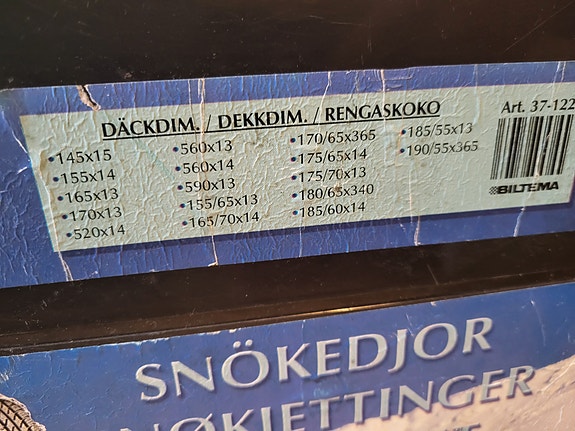 DÄCKDIM. / DEKKDIM. / RENGASKOKO
Art. 37-122
•145x15
•155x14
•165x13
•170x13
•520x14
•560x13
•560x14
•590x13
•155/65x13
•165/70x14
•170/65x365
•175/65x14
•175/70x13
•180/65x340
•185/60x14
•185/55x13
•190/55x365
BILTEMA
SNÖKEDJOR
SNØKJETTINGER